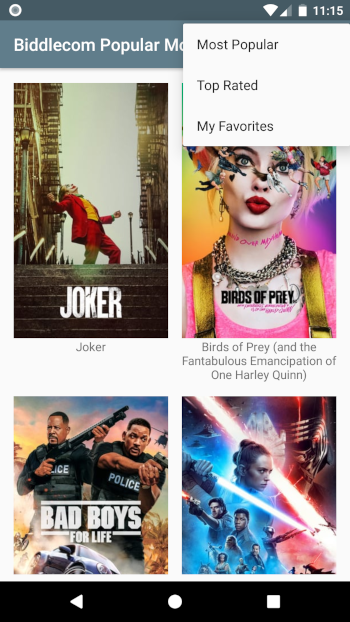 11:15
Biddlecom Popular Mo
Most Popular
Top Rated
My Favorites
JOKER
BIRDS OF PREY
Joker
Birds of Prey (and the
Fantabulous Emancipation of
One Harley Quinn)
POLICE
BAD BOYS
FOR LIFE